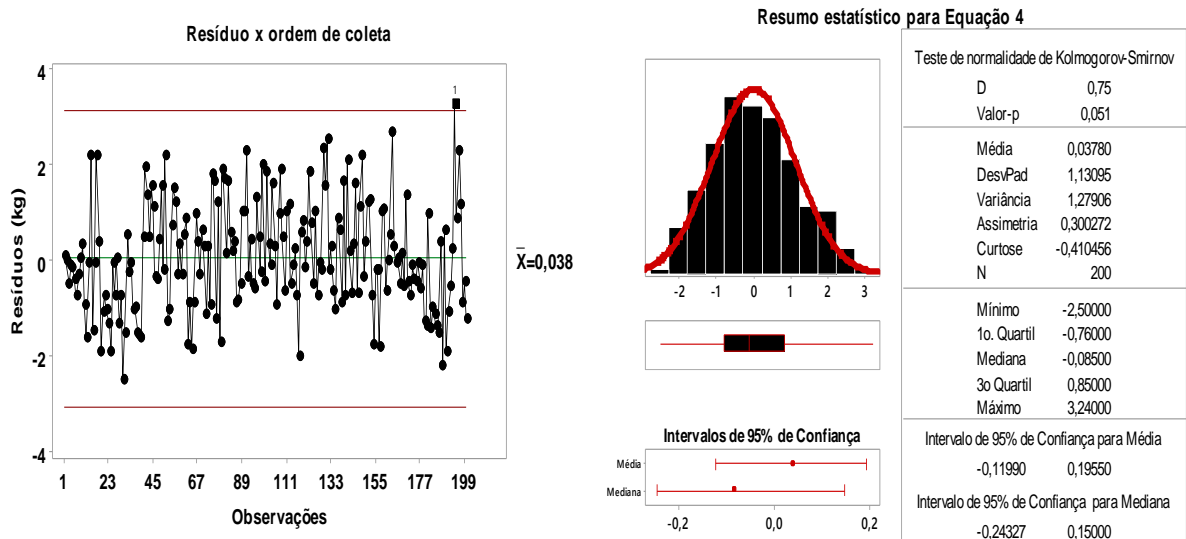 Resíduo x ordem de coleta
Resíduos (kg)
4
2
0
-2
-4
1
X̅=0,038
1 23 45 67 89 111 133 155 177 199
Observações
Resumo estatístico para Equação 4
-2 -1 0 1 2 3
Intervalos de 95% de Confiança
Média
Mediana
-0,2 0,0 0,2
Teste de normalidade de Kolmogorov-Smirnov
D 0,75
Valor-p 0,051
Média 0,03780
DesvPad 1,13095
Variância 1,27906
Assimetria 0,300272
Curtose -0,410456
N 200
Mínimo -2,50000
1o. Quartil -0,76000
Mediana -0,08500
3o Quartil 0,85000
Máximo 3,24000
Intervalo de 95% de Confiança para Média
-0,11990 0,19550
Intervalo de 95% de Confiança para Mediana
-0,24327 0,15000